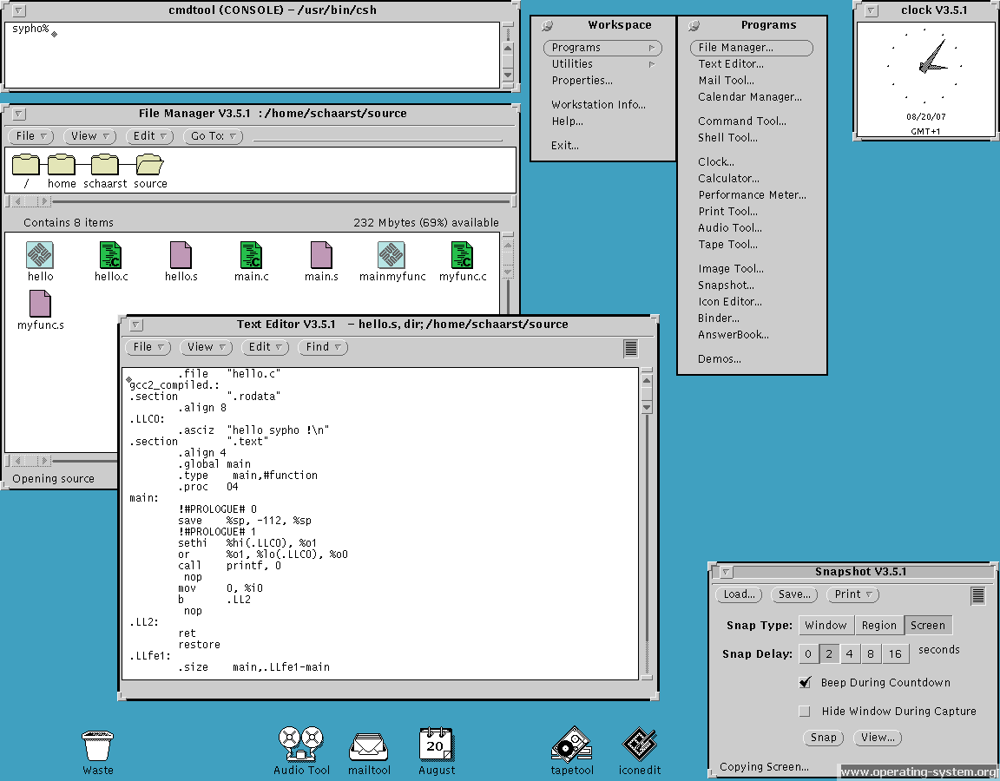 cmdtool (CONSOLE) - /usr/bin/csh
sypho%
Workspace
Programs
Utilities
Properties...
Workstation Info...
Help...
Exit...
Programs
File Manager...
Text Editor...
Mail Tool...
Calendar Manager...
Command Tool...
Shell Tool...
Clock...
Calculator...
Performance Meter...
Print Tool...
Audio Tool...
Tape Tool...
Image Tool...
Snapshot...
Icon Editor...
Binder...
AnswerBook...
Demos...
clock V3.5.1
08/20/07
GMT+1
File Manager V3.5.1 : /home/schaarst/source
File View Edit Go To:
/ home schaarst source
Contains 8 items 232 Mbytes (69%) available
hello hello.c hello.s main.c main.s mainmyfunc myfunc.c
myfunc.s
Opening source
Text Editor V3.5.1 - hello.s, dir; /home/schaarst/source
File View Edit Find
.file "hello.c"
gcc2_compiled.:
.section ".rodata"
.align 8
.LLC0:
.asciz "hello sypho !\n"
.section ".text"
.align 4
.global main
.type main,#function
.proc 04
main:
!#PROLOGUE# 0
save %sp, -112, %sp
!#PROLOGUE# 1
sethi %hi(.LLC0), %o1
or %o1, %lo(.LLC0), %o0
call printf, 0
nop
mov 0, %i0
b .LL2
nop
.LL2:
ret
restore
.LLfe1:
.size main,.LLfe1-main
Snapshot V3.5.1
Load... Save... Print
Snap Type: Window Region Screen
Snap Delay: 0 2 4 8 16 seconds
Beep During Countdown
Hide Window During Capture
Snap View...
Copying Screen...
20
Waste Audio Tool mailtool August tapetool iconedit
www.operating-system.org